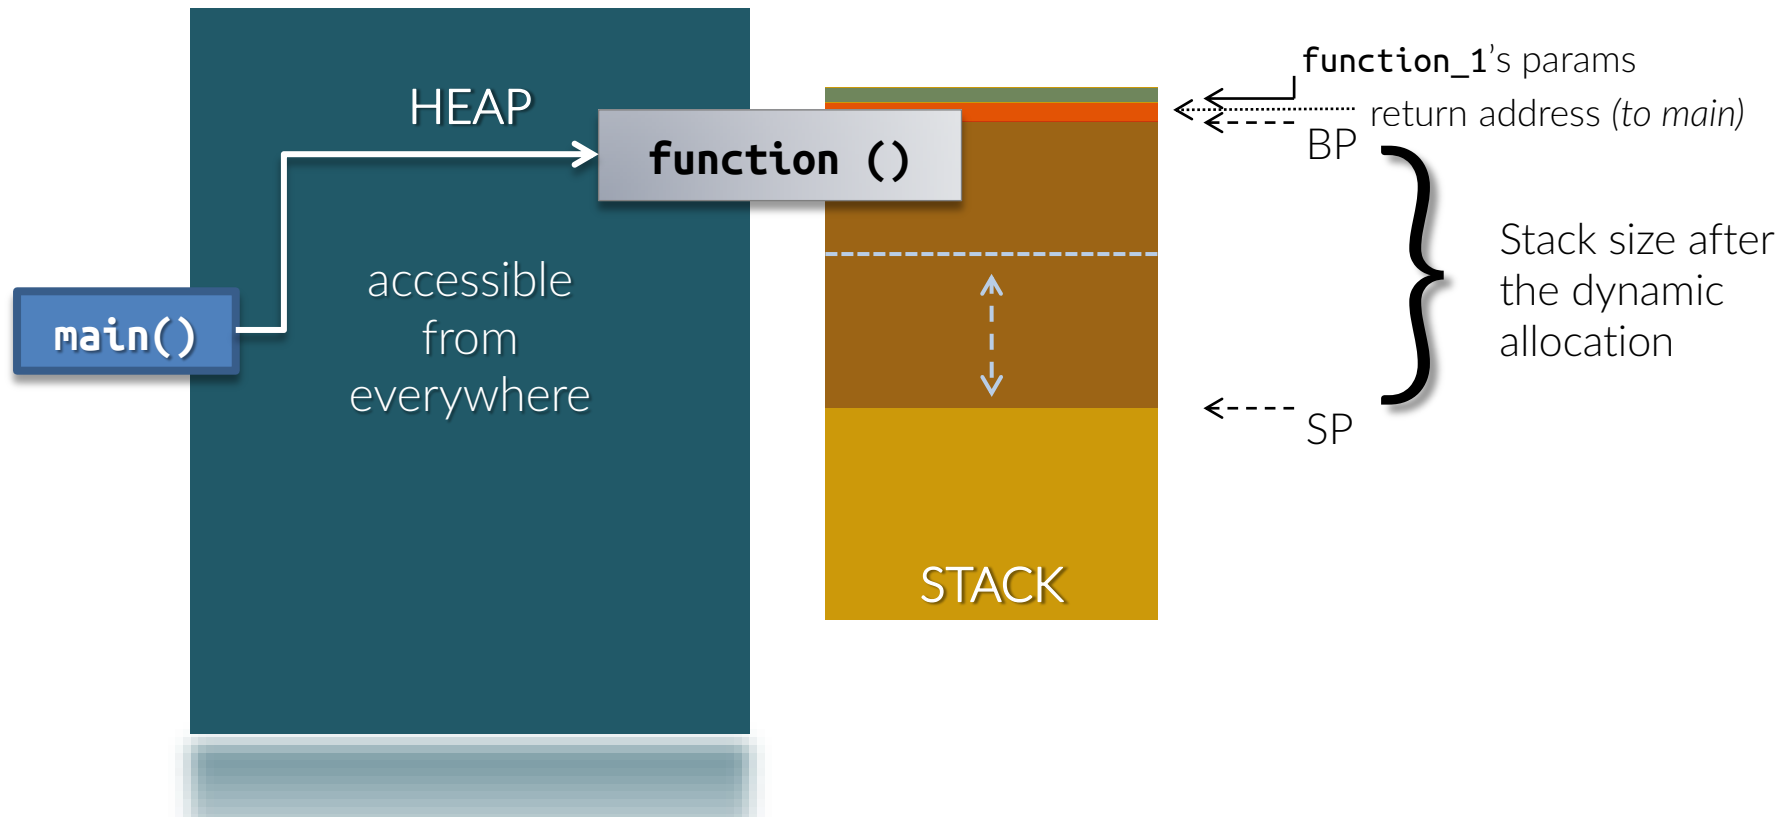 HEAP
function ()
main()
accessible
from
everywhere
STACK
function_1's params
return address (to main)
BP
Stack size after
the dynamic
allocation
SP